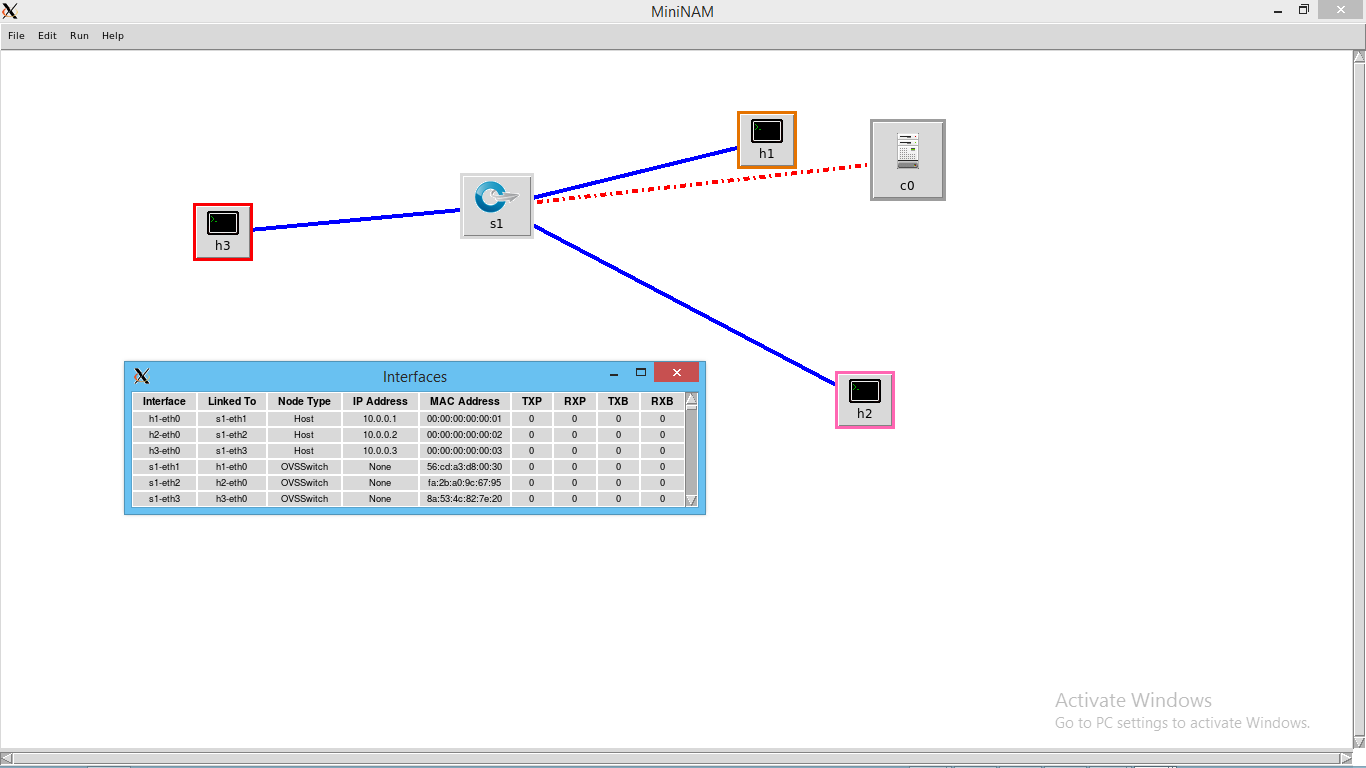 MiniNAM
File Edit Run Help
h1
c0
s1
h3
h2
Interfaces
Interface Linked To Node Type IP Address MAC Address TXP RXP TXB RXB
h1-eth0 s1-eth1 Host 10.0.0.1 00:00:00:00:00:01 0 0 0 0
h2-eth0 s1-eth2 Host 10.0.0.2 00:00:00:00:00:02 0 0 0 0
h3-eth0 s1-eth3 Host 10.0.0.3 00:00:00:00:00:03 0 0 0 0
s1-eth1 h1-eth0 OVSSwitch None 56:cd:a3:d8:00:30 0 0 0 0
s1-eth2 h2-eth0 OVSSwitch None fa:2b:a0:9c:67:95 0 0 0 0
s1-eth3 h3-eth0 OVSSwitch None 8a:53:4c:82:7e:20 0 0 0 0
Activate Windows
Go to PC settings to activate Windows.